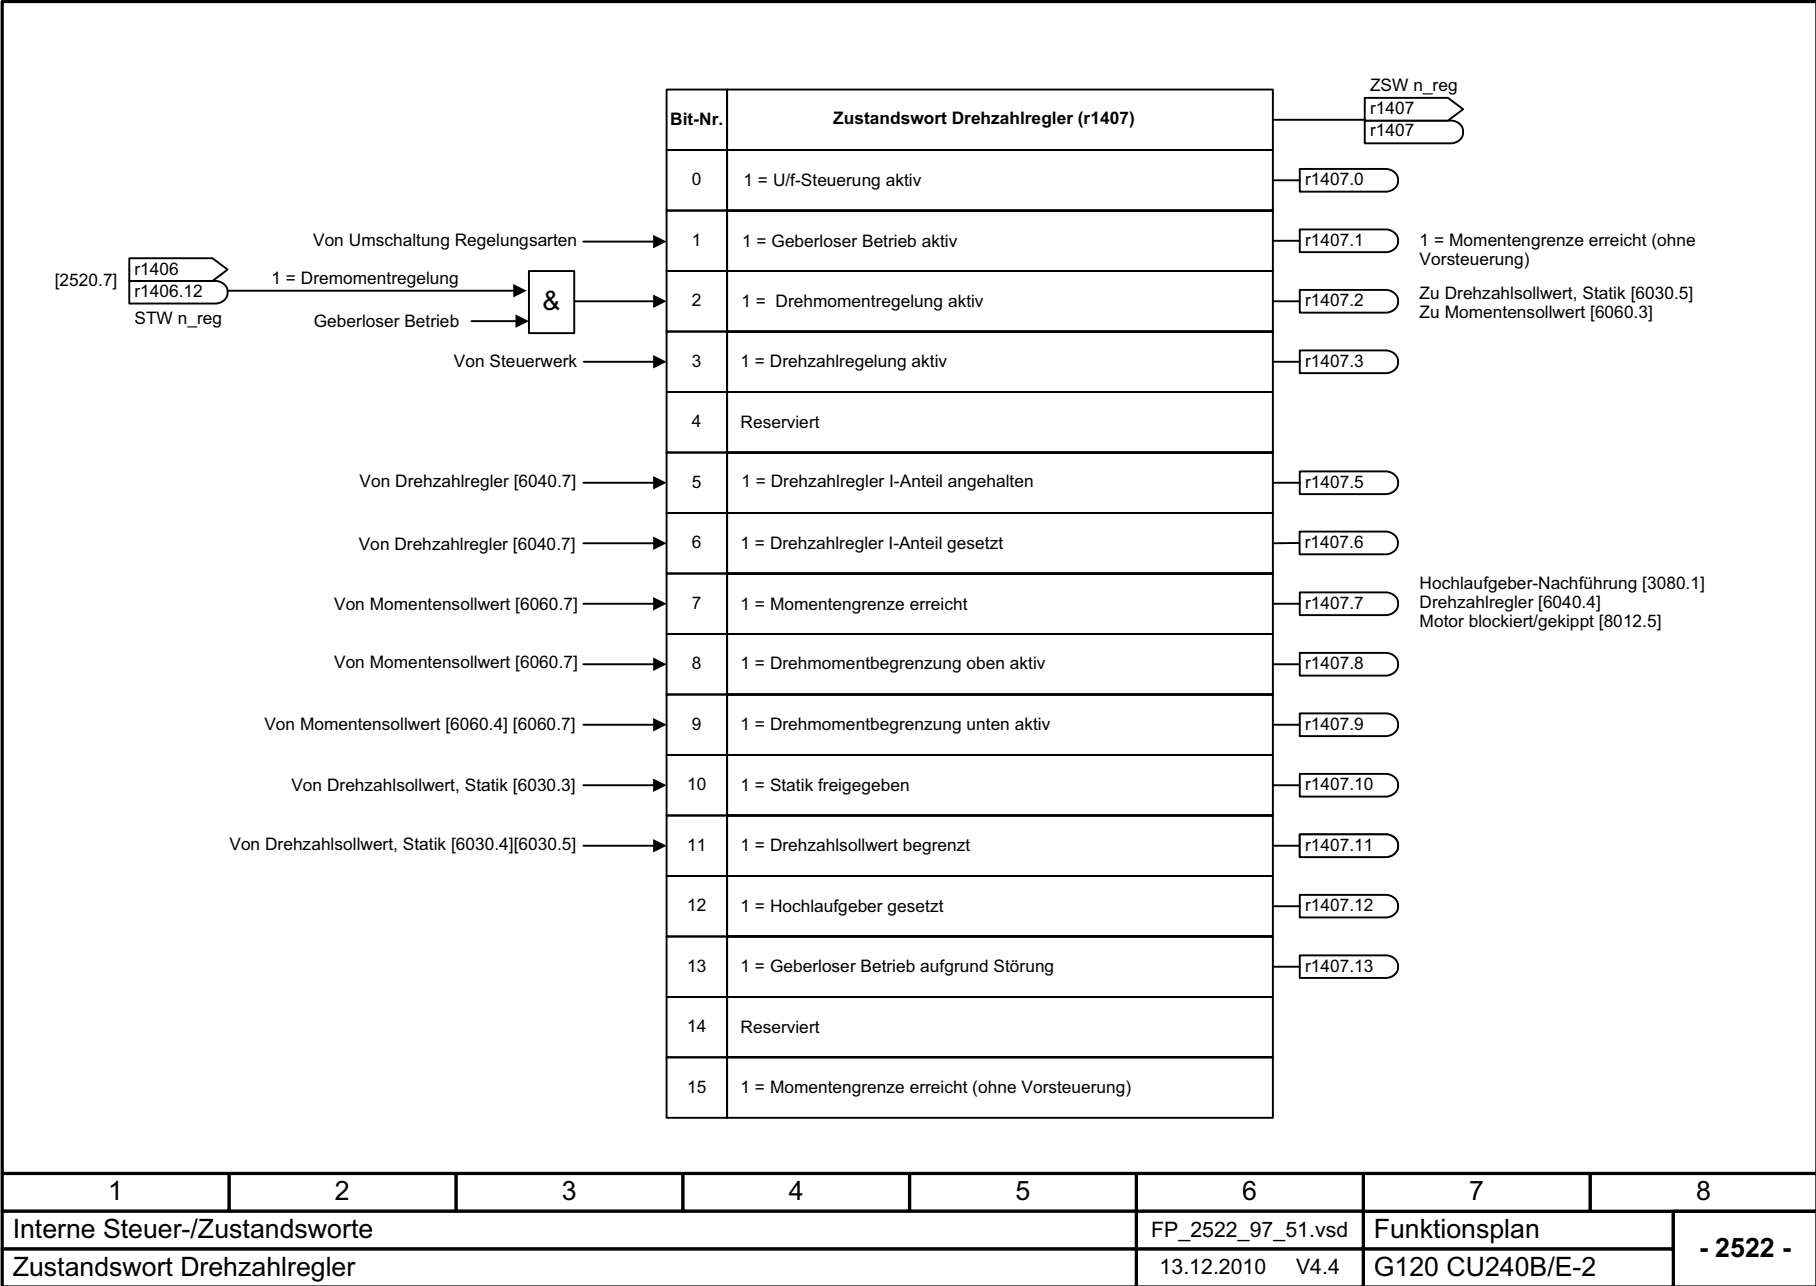 ZSW n_reg
r1407
r1407
Bit-Nr. Zustandswort Drehzahlregler (r1407)
0 1 = U/f-Steuerung aktiv r1407.0
Von Umschaltung Regelungsarten 1 1 = Geberloser Betrieb aktiv r1407.1 1 = Momentengrenze erreicht (ohne
Vorsteuerung)
[2520.7] r1406
r1406.12
STW n_reg
1 = Dremomentregelung
Geberloser Betrieb
&
2 1 = Drehmomentregelung aktiv r1407.2 Zu Drehzahlsollwert, Statik [6030.5]
Zu Momentensollwert [6060.3]
Von Steuerwerk 3 1 = Drehzahlregelung aktiv r1407.3
4 Reserviert
Von Drehzahlregler [6040.7] 5 1 = Drehzahlregler I-Anteil angehalten r1407.5
Von Drehzahlregler [6040.7] 6 1 = Drehzahlregler I-Anteil gesetzt r1407.6
Von Momentensollwert [6060.7] 7 1 = Momentengrenze erreicht r1407.7 Hochlaufgeber-Nachführung [3080.1]
Drehzahlregler [6040.4]
Motor blockiert/gekippt [8012.5]
Von Momentensollwert [6060.7] 8 1 = Drehmomentbegrenzung oben aktiv r1407.8
Von Momentensollwert [6060.4] [6060.7] 9 1 = Drehmomentbegrenzung unten aktiv r1407.9
Von Drehzahlsollwert, Statik [6030.3] 10 1 = Statik freigegeben r1407.10
Von Drehzahlsollwert, Statik [6030.4][6030.5] 11 1 = Drehzahlsollwert begrenzt r1407.11
12 1 = Hochlaufgeber gesetzt r1407.12
13 1 = Geberloser Betrieb aufgrund Störung r1407.13
14 Reserviert
15 1 = Momentengrenze erreicht (ohne Vorsteuerung)
1 2 3 4 5 6 7 8
Interne Steuer-/Zustandsworte FP_2522_97_51.vsd Funktionsplan
- 2522 -
Zustandswort Drehzahlregler 13.12.2010 V4.4 G120 CU240B/E-2